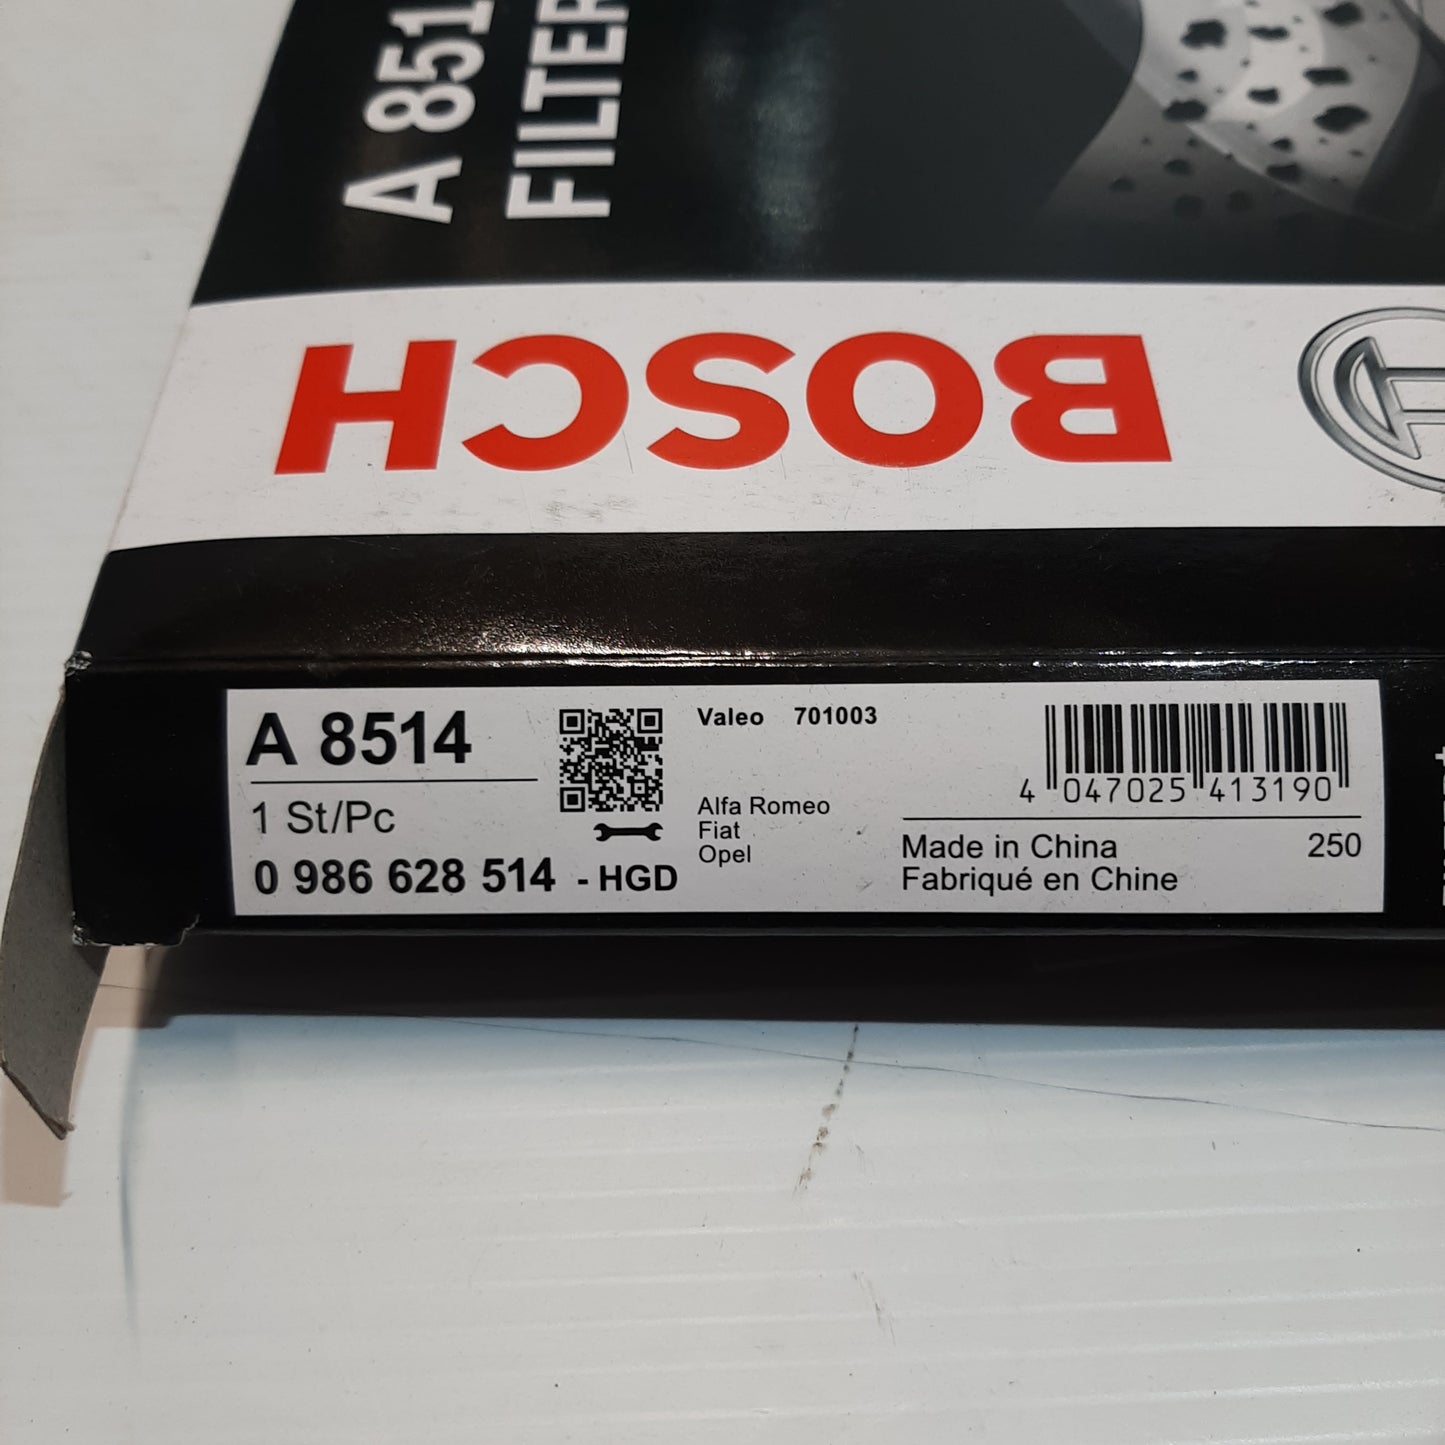 A 851
FILTER
BOSCH
A 8514
1 St/Pc
0 986 628 514 - HGD
Valeo 701003
Alfa Romeo
Fiat
Opel
4 047025 413190
Made in China 250
Fabriqué en Chine